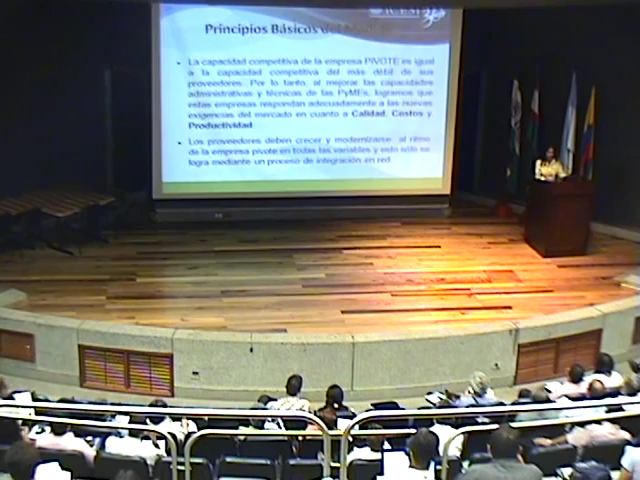 ICESI
Principios Básicos del
• La capacidad competitiva de la empresa PIVOTE es igual
a la capacidad competitiva del más débil de sus
proveedores. Por lo tanto, al mejorar las capacidades
administrativas y técnicas de las PyMEs, logramos que
estas empresas respondan adecuadamente a las nuevas
exigencias del mercado en cuanto a Calidad, Costos y
Productividad.
• Los proveedores deben crecer y modernizarse al ritmo
de la empresa pivote en todas las variables y esto sólo se
logra mediante un proceso de integración en red.